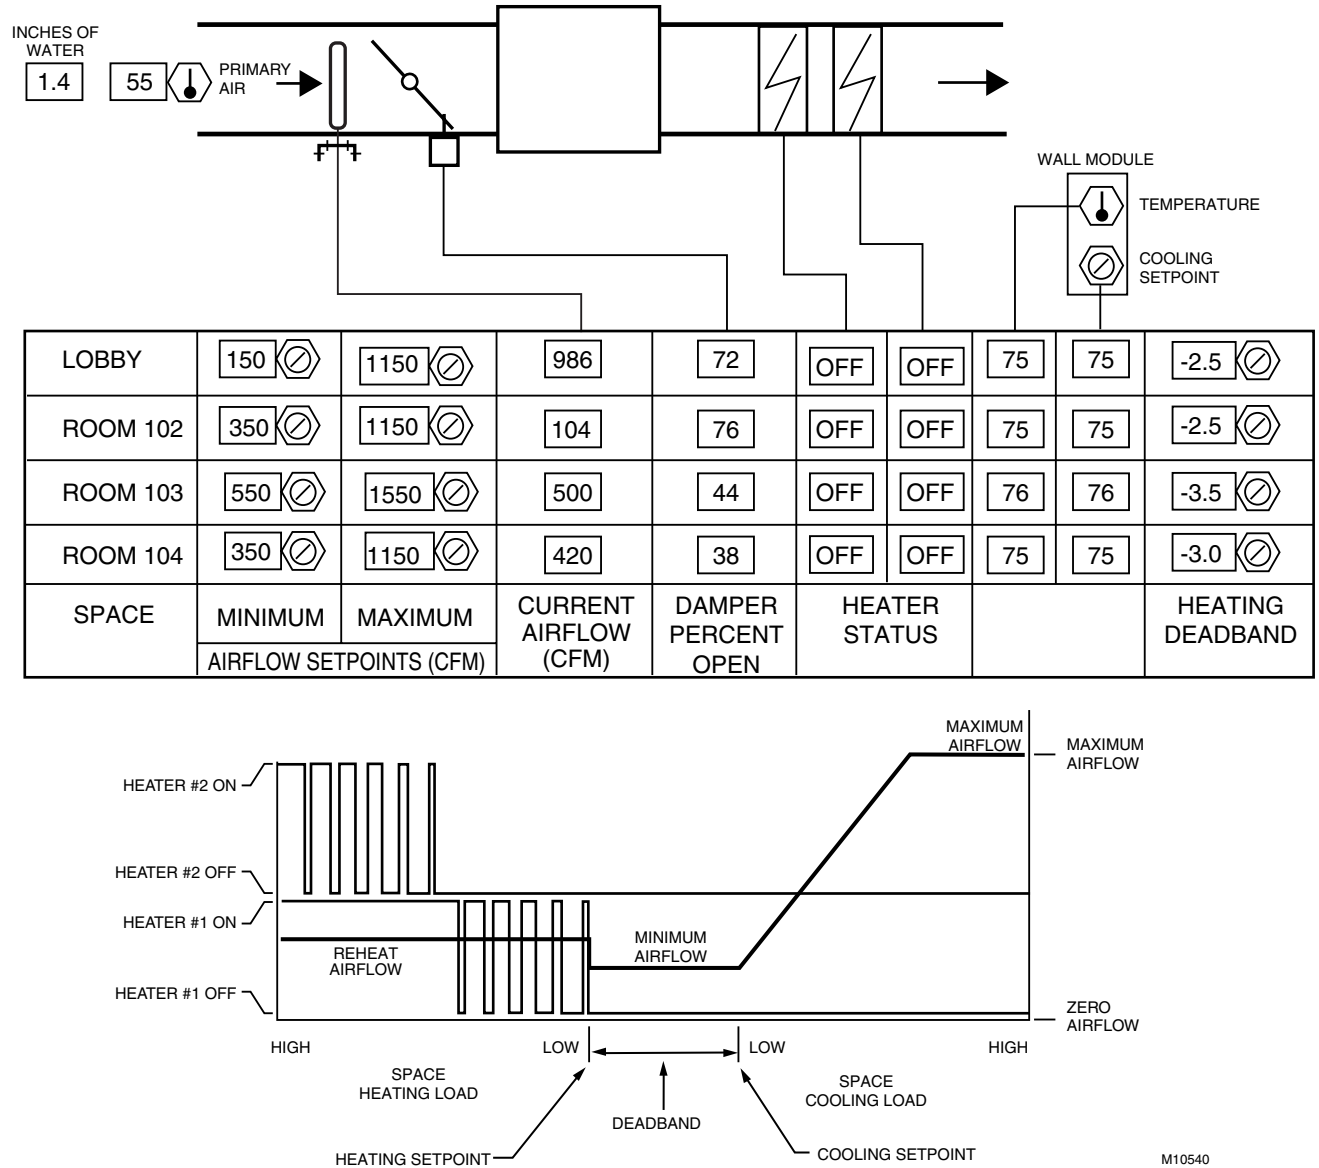 INCHES OF
WATER
1.4
55
PRIMARY
AIR
WALL MODULE
TEMPERATURE
COOLING
SETPOINT
LOBBY 150 1150 986 72 OFF OFF 75 75 -2.5
ROOM 102 350 1150 104 76 OFF OFF 75 75 -2.5
ROOM 103 550 1550 500 44 OFF OFF 76 76 -3.5
ROOM 104 350 1150 420 38 OFF OFF 75 75 -3.0
SPACE
MINIMUM
MAXIMUM
AIRFLOW SETPOINTS (CFM)
CURRENT
AIRFLOW
(CFM)
DAMPER
PERCENT
OPEN
HEATER
STATUS
HEATING
DEADBAND
MAXIMUM
AIRFLOW
MAXIMUM
AIRFLOW
HEATER #2 ON
HEATER #2 OFF
HEATER #1 ON
REHEAT
AIRFLOW
MINIMUM
AIRFLOW
HEATER #1 OFF
ZERO
AIRFLOW
HIGH
LOW
LOW
HIGH
SPACE
HEATING LOAD
SPACE
COOLING LOAD
DEADBAND
HEATING SETPOINT
COOLING SETPOINT
M10540